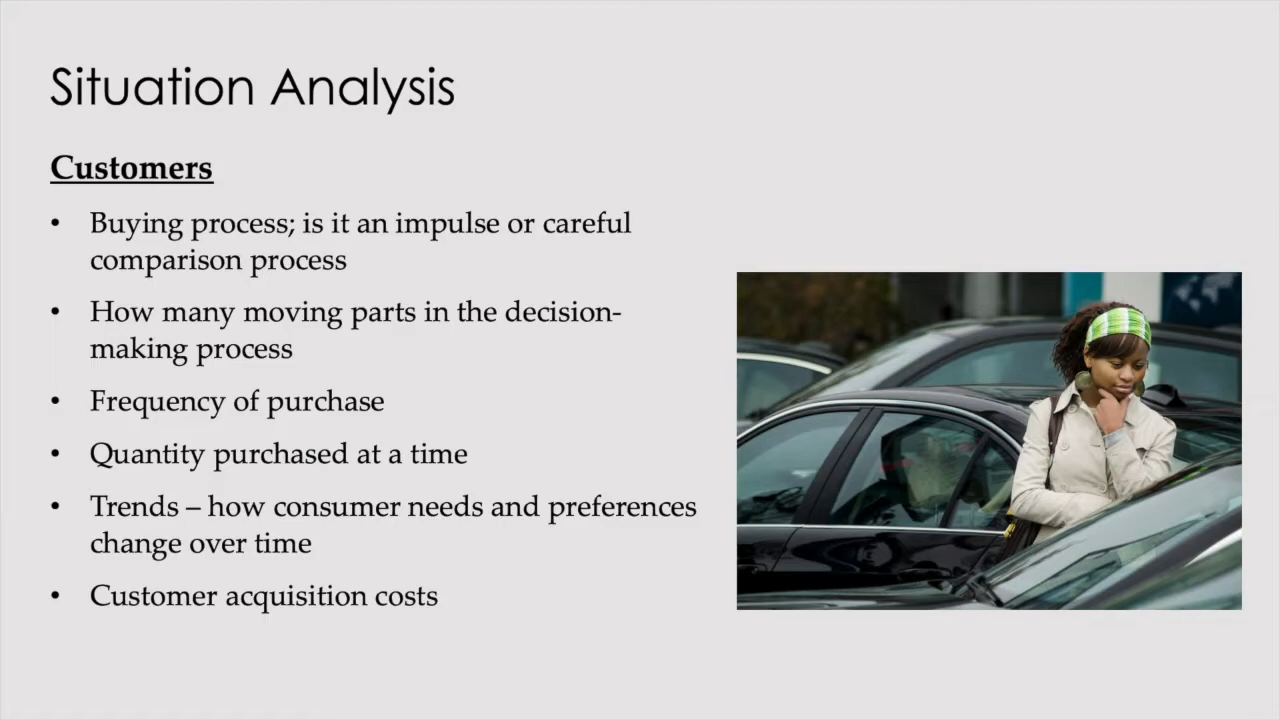 Situation Analysis
Customers
• Buying process; is it an impulse or careful
comparison process
• How many moving parts in the decision-
making process
• Frequency of purchase
• Quantity purchased at a time
• Trends – how consumer needs and preferences
change over time
• Customer acquisition costs